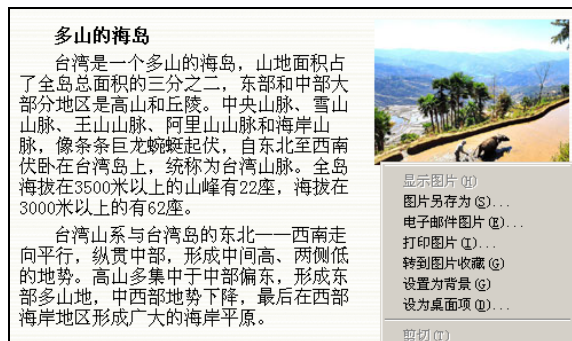 多山的海岛
台湾是一个多山的海岛，山地面积占
了全岛总面积的三分之二，东部和中部大
部分地区是高山和丘陵。中央山脉、雪山
山脉、王山山脉、阿里山山脉和海岸山
脉，像条条巨龙蜿蜒起伏，自东北至西南
伏卧在台湾岛上，统称为台湾山脉。全岛
海拔在3500米以上的山峰有22座，海拔在
3000米以上的有62座。
台湾山系与台湾岛的东北——西南走
向平行，纵贯中部，形成中间高、两侧低
的地势。高山多集中于中部偏东，形成东
部多山地，中西部地势下降，最后在西部
海岸地区形成广大的海岸平原。
显示图片(H)
图片另存为(S)...
电子邮件图片(E)...
打印图片(I)...
转到图片收藏(G)
设置为背景(G)
设为桌面项(D)...
剪切(T)